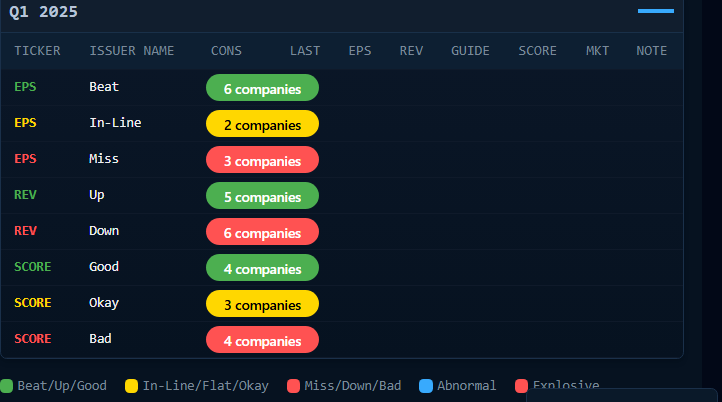 Q1 2025
TICKER ISSUER NAME CONS LAST EPS REV GUIDE SCORE MKT NOTE
EPS Beat 6 companies
EPS In-Line 2 companies
EPS Miss 3 companies
REV Up 5 companies
REV Down 6 companies
SCORE Good 4 companies
SCORE Okay 3 companies
SCORE Bad 4 companies
Beat/Up/Good In-Line/Flat/Okay Miss/Down/Bad Abnormal Explosive